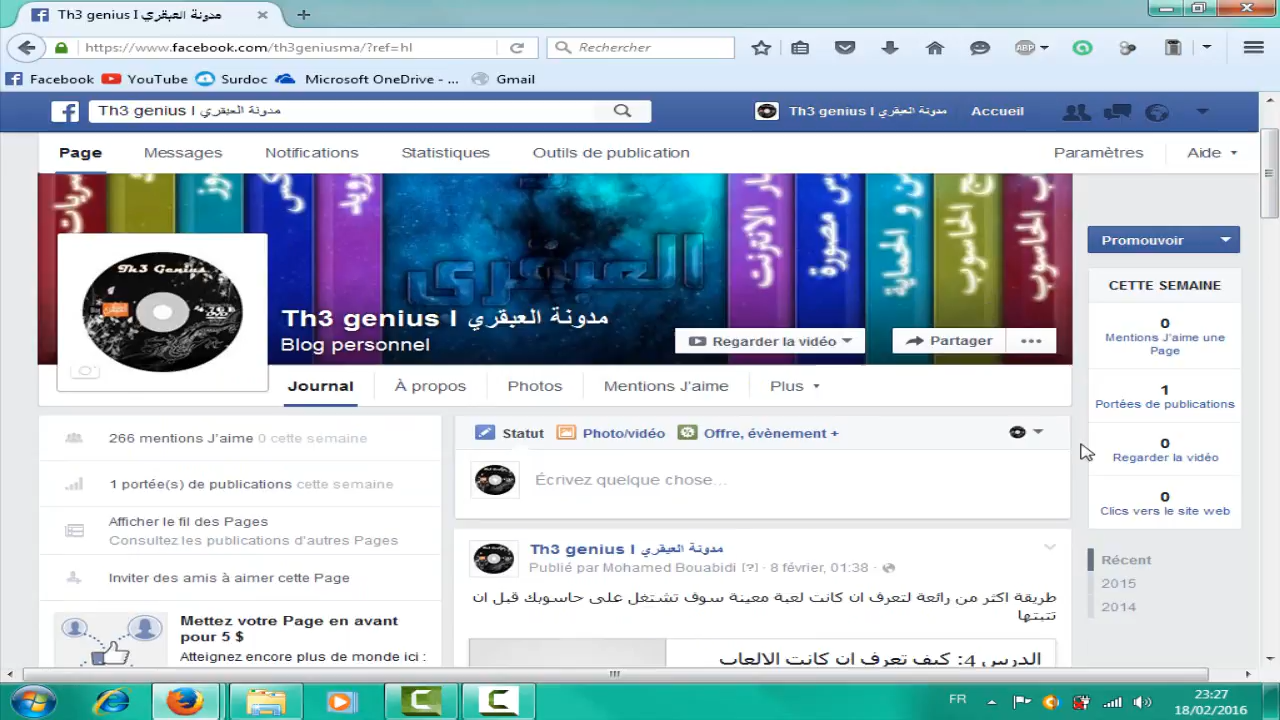 Th3 genius I مدونة العبقري
https://www.facebook.com/th3geniusma/?ref=hl
Rechercher
ABP
Facebook
YouTube
Surdoc
Microsoft OneDrive - ...
Gmail
Th3 genius I مدونة العبقري
Th3 genius I مدونة العبقري
Accueil
Page
Messages
Notifications
Statistiques
Outils de publication
Paramètres
Aide
العبقرى
Th3 Genius
Th3 genius I مدونة العبقري
Blog personnel
Regarder la vidéo
Partager
Promouvoir
CETTE SEMAINE
0
Mentions J'aime une
Page
1
Portées de publications
0
Regarder la vidéo
0
Clics vers le site web
Récent
2015
2014
Journal
À propos
Photos
Mentions J'aime
Plus
266 mentions J'aime 0 cette semaine
1 portée(s) de publications cette semaine
Afficher le fil des Pages
Consultez les publications d'autres Pages
Inviter des amis à aimer cette Page
Mettez votre Page en avant
pour 5 $
Atteignez encore plus de monde ici :
Statut
Photo/vidéo
Offre, évènement +
Écrivez quelque chose...
Th3 genius I مدونة العبقري
Publié par Mohamed Bouabidi [?] · 8 février, 01:38 ·
طريقة اكثر من رائعة لتعرف ان كانت لعبة معينة سوف تشتغل على حاسوبك قبل ان
تتبتها
الدرس 4: كيف تعرف ان كانت الالعاب
FR
23:27
18/02/2016